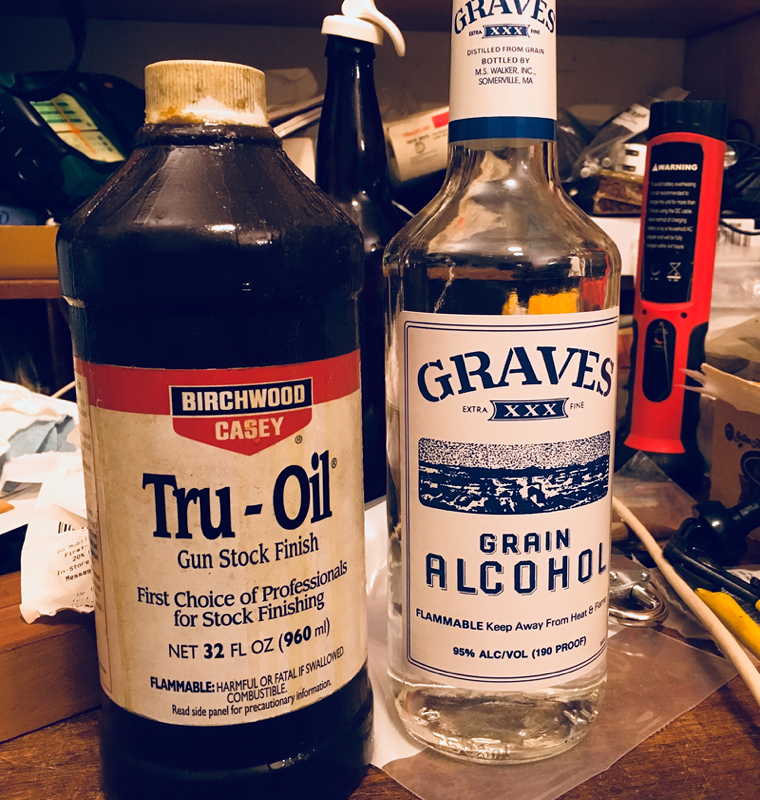 BIRCHWOOD
CASEY
®
Tru-Oil®
Gun Stock Finish
First Choice of Professionals
for Stock Finishing
NET 32 FL OZ (960 ml)
FLAMMABLE: HARMFUL OR FATAL IF SWALLOWED.
COMBUSTIBLE.
Read side panel for precautionary information.
GRAVES
EXTRA XXX FINE
DISTILLED FROM GRAIN
BOTTLED BY
M.S. WALKER, INC.,
SOMERVILLE, MA
GRAVES
EXTRA XXX FINE
GRAIN
ALCOHOL
FLAMMABLE Keep Away From Heat &
95% ALC/VOL (190 PROOF)
WARNING